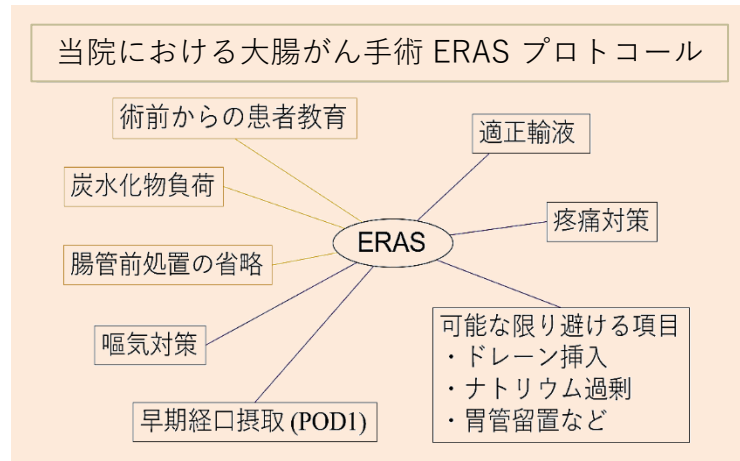 当院における大腸がん手術 ERAS プロトコール
術前からの患者教育
炭水化物負荷
腸管前処置の省略
嘔気対策
早期経口摂取 (POD1)
ERAS
適正輸液
疼痛対策
可能な限り避ける項目
・ドレーン挿入
・ナトリウム過剰
・胃管留置など